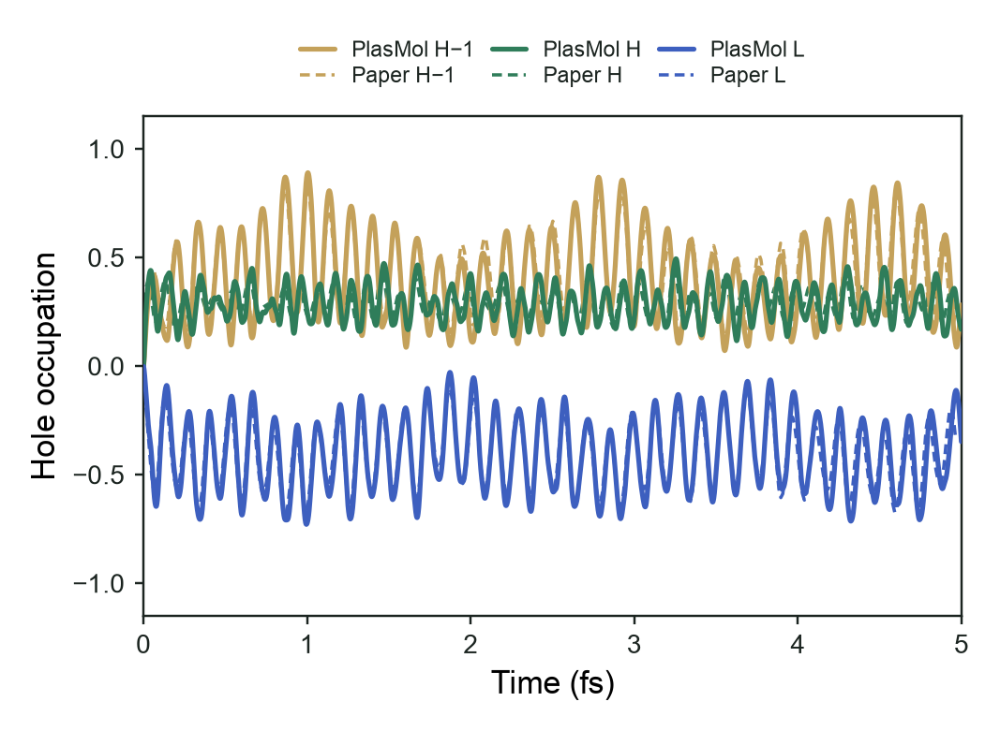 PlasMol H−1 PlasMol H PlasMol L
Paper H−1 Paper H Paper L
1.0
0.5
0.0
−0.5
−1.0
Hole occupation
0 1 2 3 4 5
Time (fs)